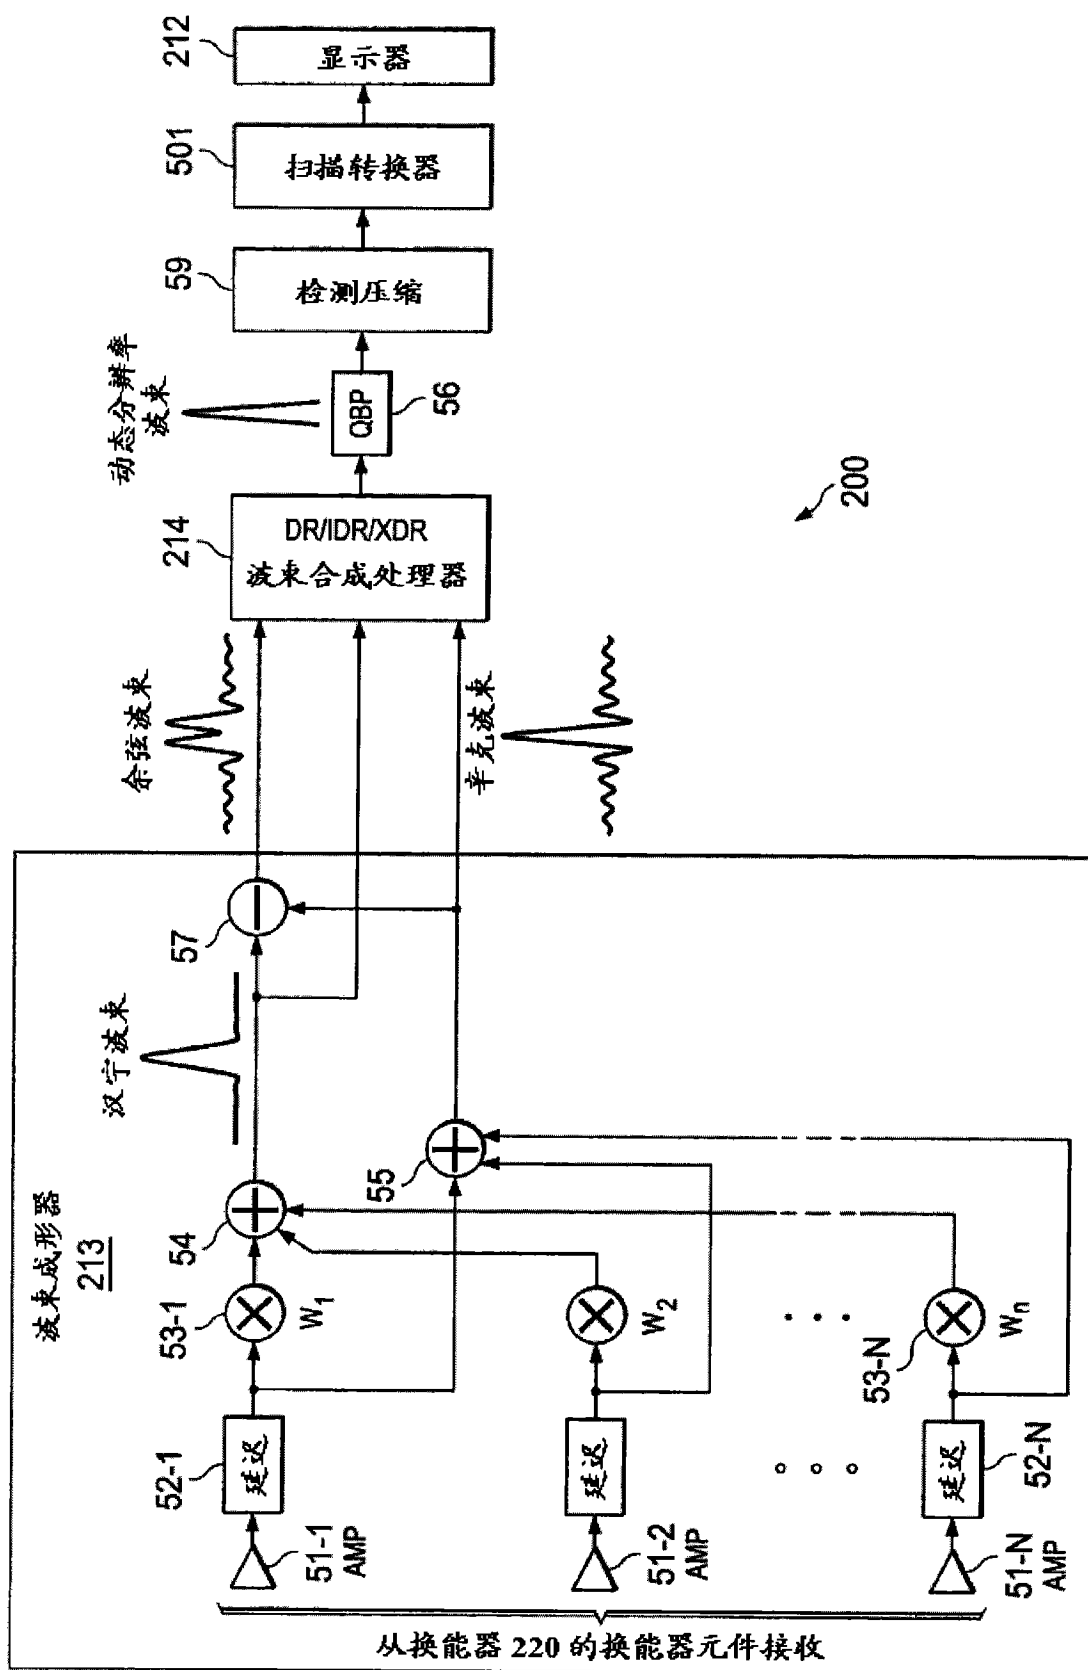 波束成形器
213
从换能器 220 的换能器元件接收
51-1
AMP
51-2
AMP
51-N
AMP
52-1
延迟
延迟
延迟
52-N
53-1
W1
W2
53-N
Wn
54
55
汉宁波束
57
余弦波束
辛克波束
214
DR/IDR/XDR
波束合成处理器
动态分辨率
波束
QBP
56
59
检测压缩
501
扫描转换器
212
显示器
200